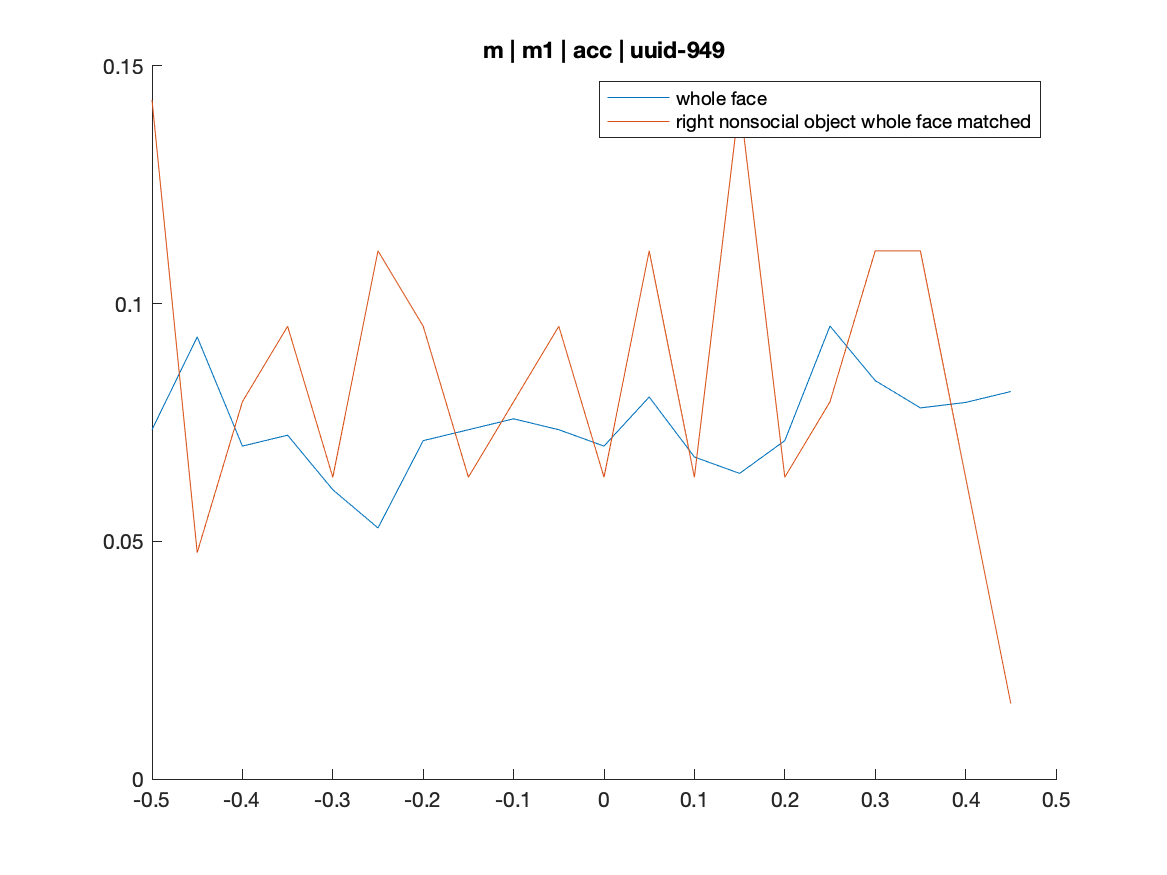 m | m1 | acc | uuid-949
whole face
right nonsocial object whole face matched
0.15
0.1
0.05
0
-0.5 -0.4 -0.3 -0.2 -0.1 0 0.1 0.2 0.3 0.4 0.5